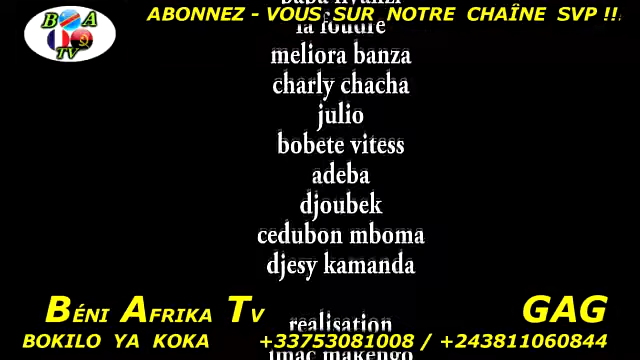 ABONNEZ - VOUS SUR NOTRE CHAÎNE SVP !!!
B A
TV
la foudre
meliora banza
charly chacha
julio
bobete vitess
adeba
djoubek
cedubon mboma
djesy kamanda
BÉNI AFRIKA TV GAG
realisation
BOKILO YA KOKA +33753081008 / +243811060844